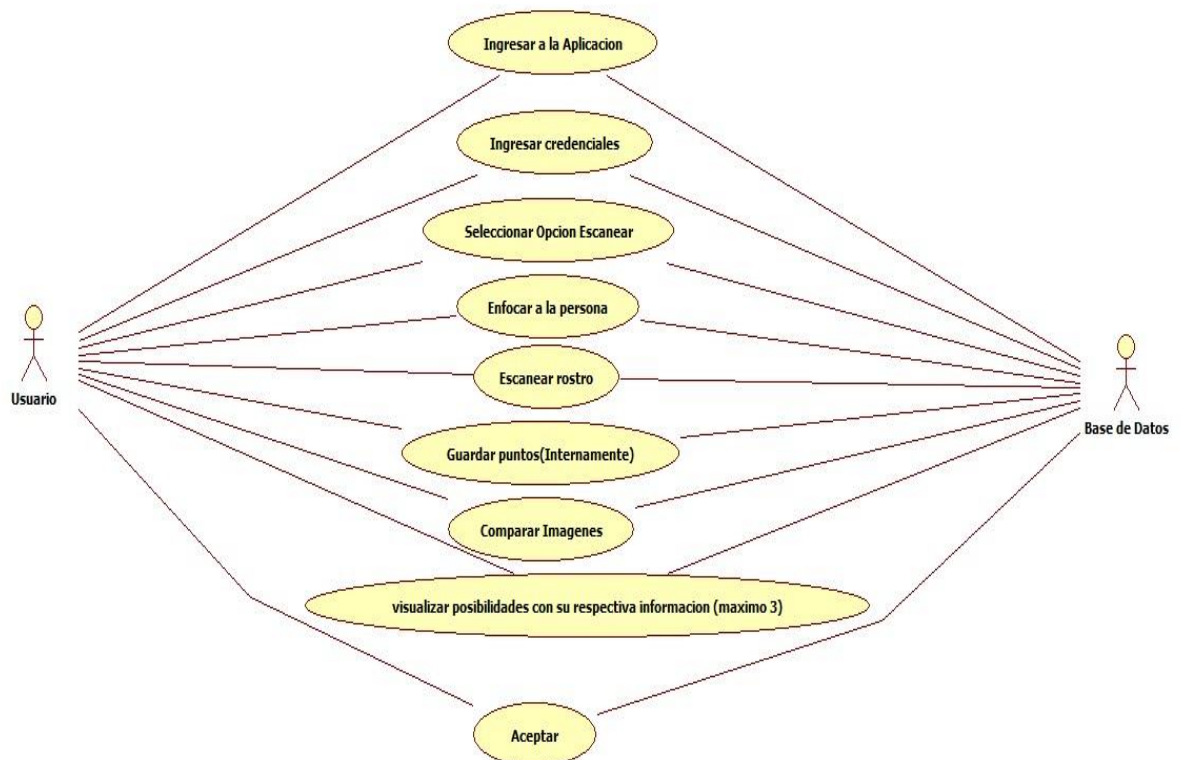 Ingresar a la Aplicacion
Ingresar credenciales
Seleccionar Opcion Escanear
Enfocar a la persona
Escanear rostro
Usuario
Base de Datos
Guardar puntos(Internamente)
Comparar Imagenes
visualizar posibilidades con su respectiva informacion (maximo 3)
Aceptar